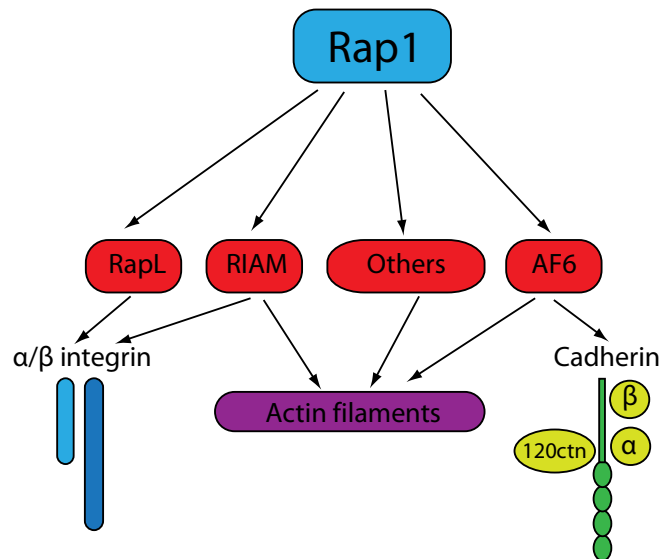 Rap1
RapL
RIAM
Others
AF6
α/β integrin
Cadherin
Actin filaments
β
120ctn
α